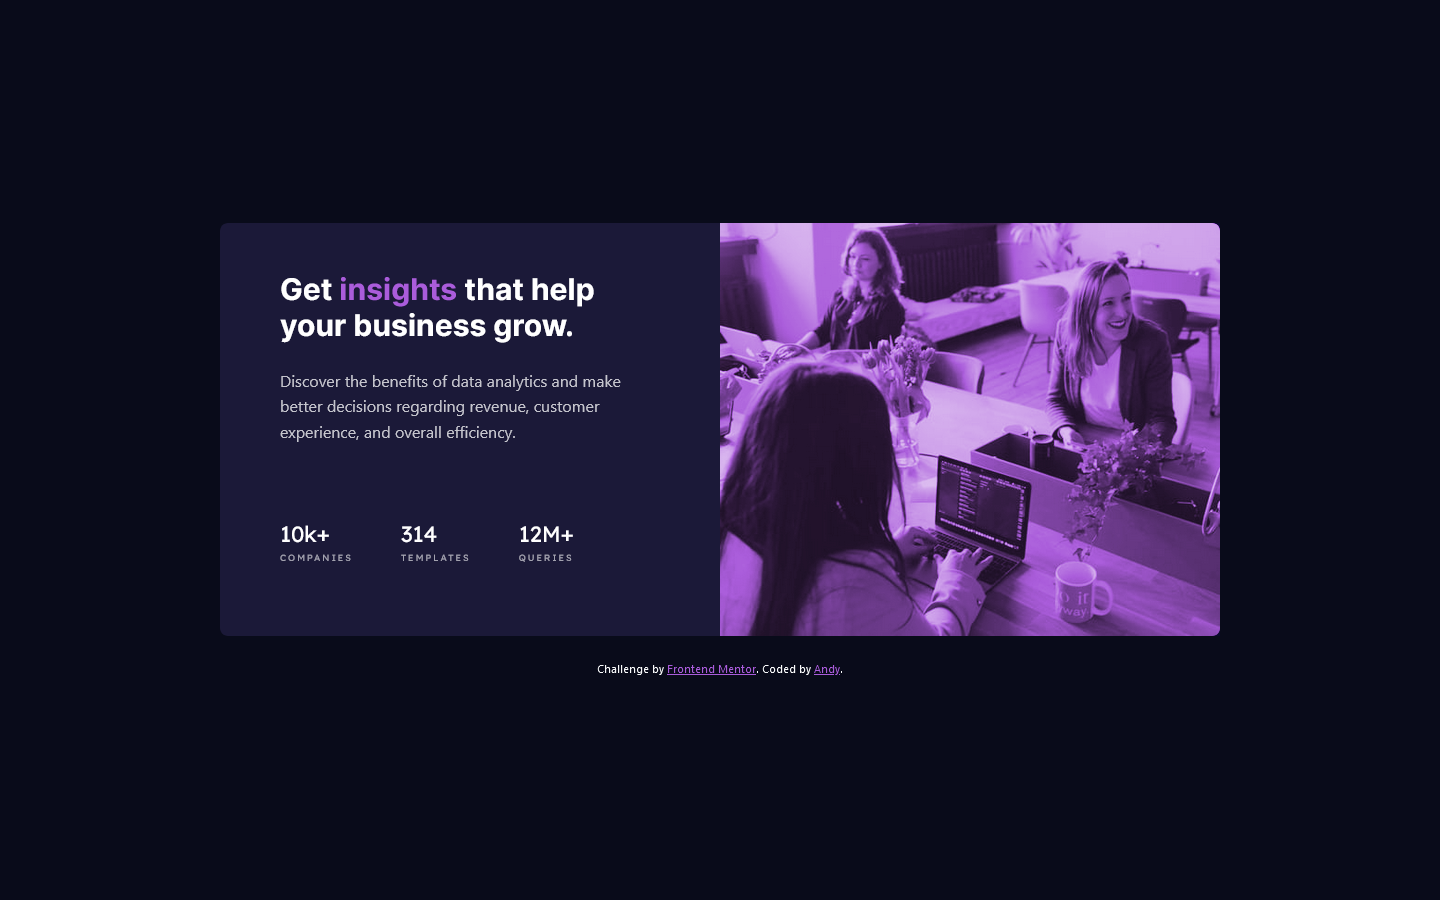 Get insights that help
your business grow.
Discover the benefits of data analytics and make
better decisions regarding revenue, customer
experience, and overall efficiency.
10k+ 314 12M+
COMPANIES TEMPLATES QUERIES
way.
Challenge by Frontend Mentor. Coded by Andy.